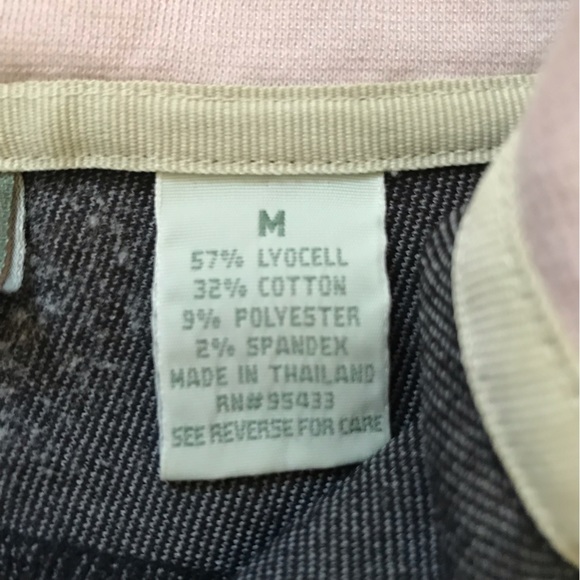 M
57% LYOCELL
32% COTTON
9% POLYESTER
2% SPANDEX
MADE IN THAILAND
RN# 95433
SEE REVERSE FOR CARE